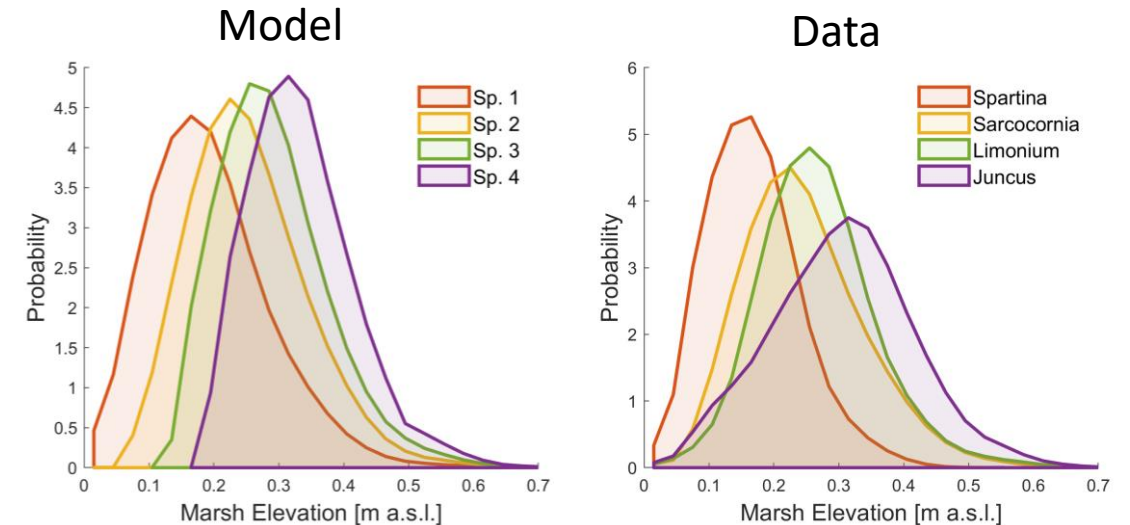 Model
Probability
5
4.5
4
3.5
3
2.5
2
1.5
1
0.5
0
0 0.1 0.2 0.3 0.4 0.5 0.6 0.7
Marsh Elevation [m a.s.l.]
Sp. 1
Sp. 2
Sp. 3
Sp. 4
Data
Probability
6
5
4
3
2
1
0
0 0.1 0.2 0.3 0.4 0.5 0.6 0.7
Marsh Elevation [m a.s.l.]
Spartina
Sarcocornia
Limonium
Juncus